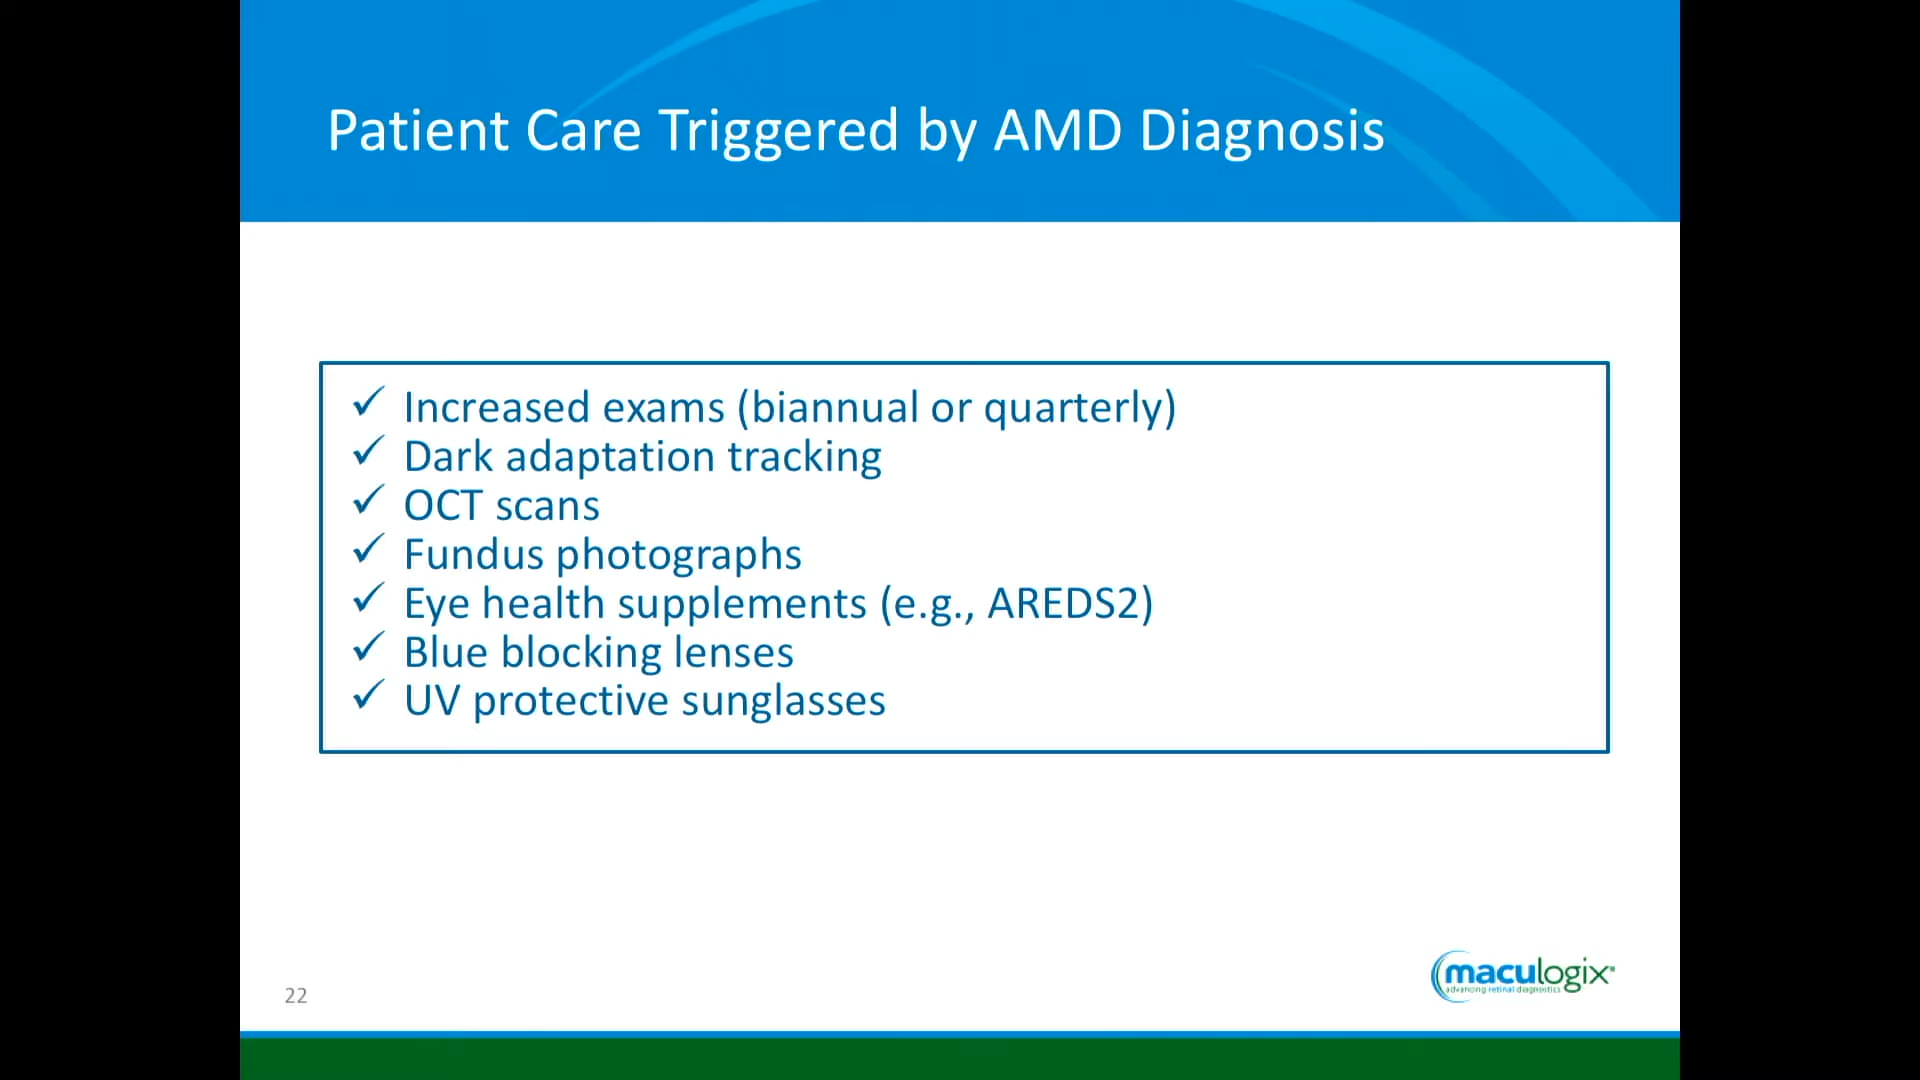 Patient Care Triggered by AMD Diagnosis
✓ Increased exams (biannual or quarterly)
✓ Dark adaptation tracking
✓ OCT scans
✓ Fundus photographs
✓ Eye health supplements (e.g., AREDS2)
✓ Blue blocking lenses
✓ UV protective sunglasses
maculogix®
advancing retinal diagnostics
22